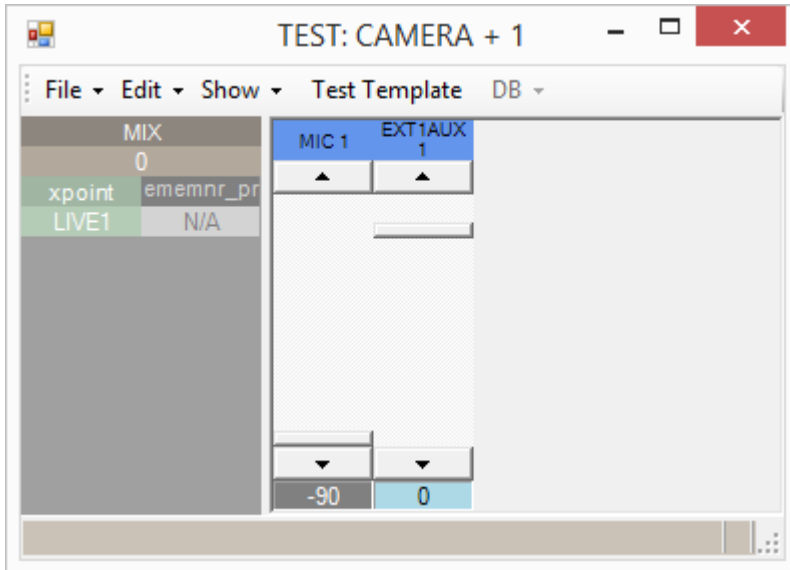 TEST: CAMERA + 1
File Edit Show Test Template DB
MIX
0
xpoint ememnr_pr
LIVE1 N/A
MIC 1
EXT1AUX
1
-90 0